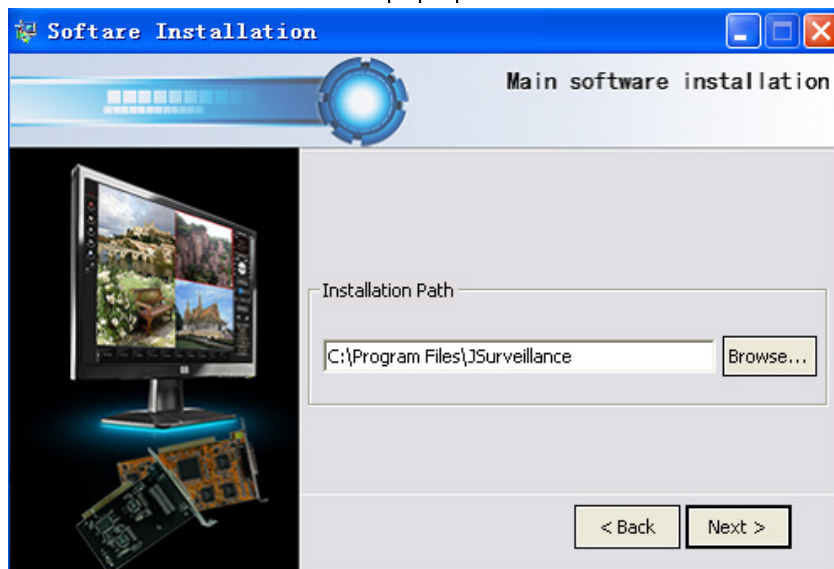 Softare Installation
Main software installation
Installation Path
C:\Program Files\JSurveillance
Browse...
< Back
Next >